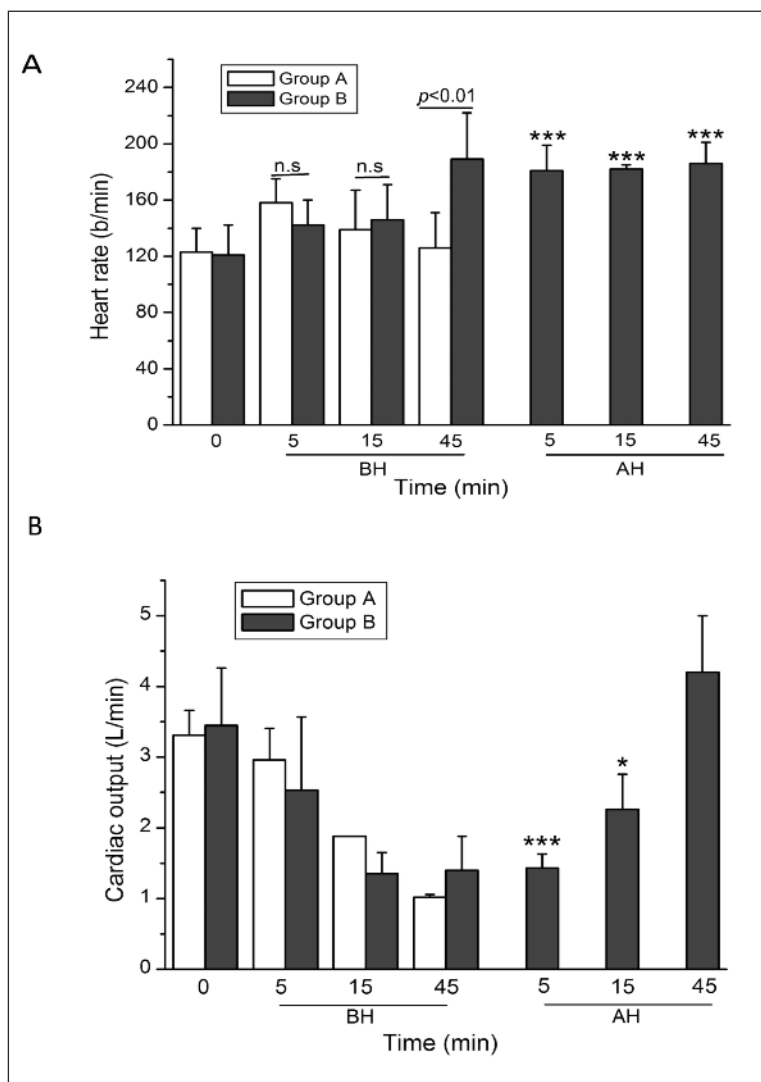 A
Group A
Group B
p<0.01
n.s
n.s
***
***
***
240
200
160
120
80
40
0
Heart rate (b/min)
0
5
15
45
5
15
45
BH
AH
Time (min)
B
Group A
Group B
5
4
3
2
1
0
Cardiac output (L/min)
***
*
0
5
15
45
5
15
45
BH
AH
Time (min)